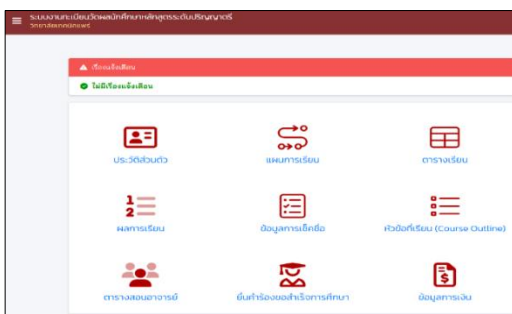 ระบบงานทะเบียนวัดผลนักศึกษาหลักสูตรระดับปริญญาตรี
วิทยาลัยเทคนิคแพร่
เรื่องแจ้งเตือน
ไม่มีเรื่องแจ้งเตือน
ประวัติส่วนตัว
แผนการเรียน
ตารางเรียน
ผลการเรียน
ข้อมูลการเช็คชื่อ
หัวข้อที่เรียน (Course Outline)
ตารางสอนอาจารย์
ยื่นคำร้องขอสำเร็จการศึกษา
ข้อมูลการเงิน